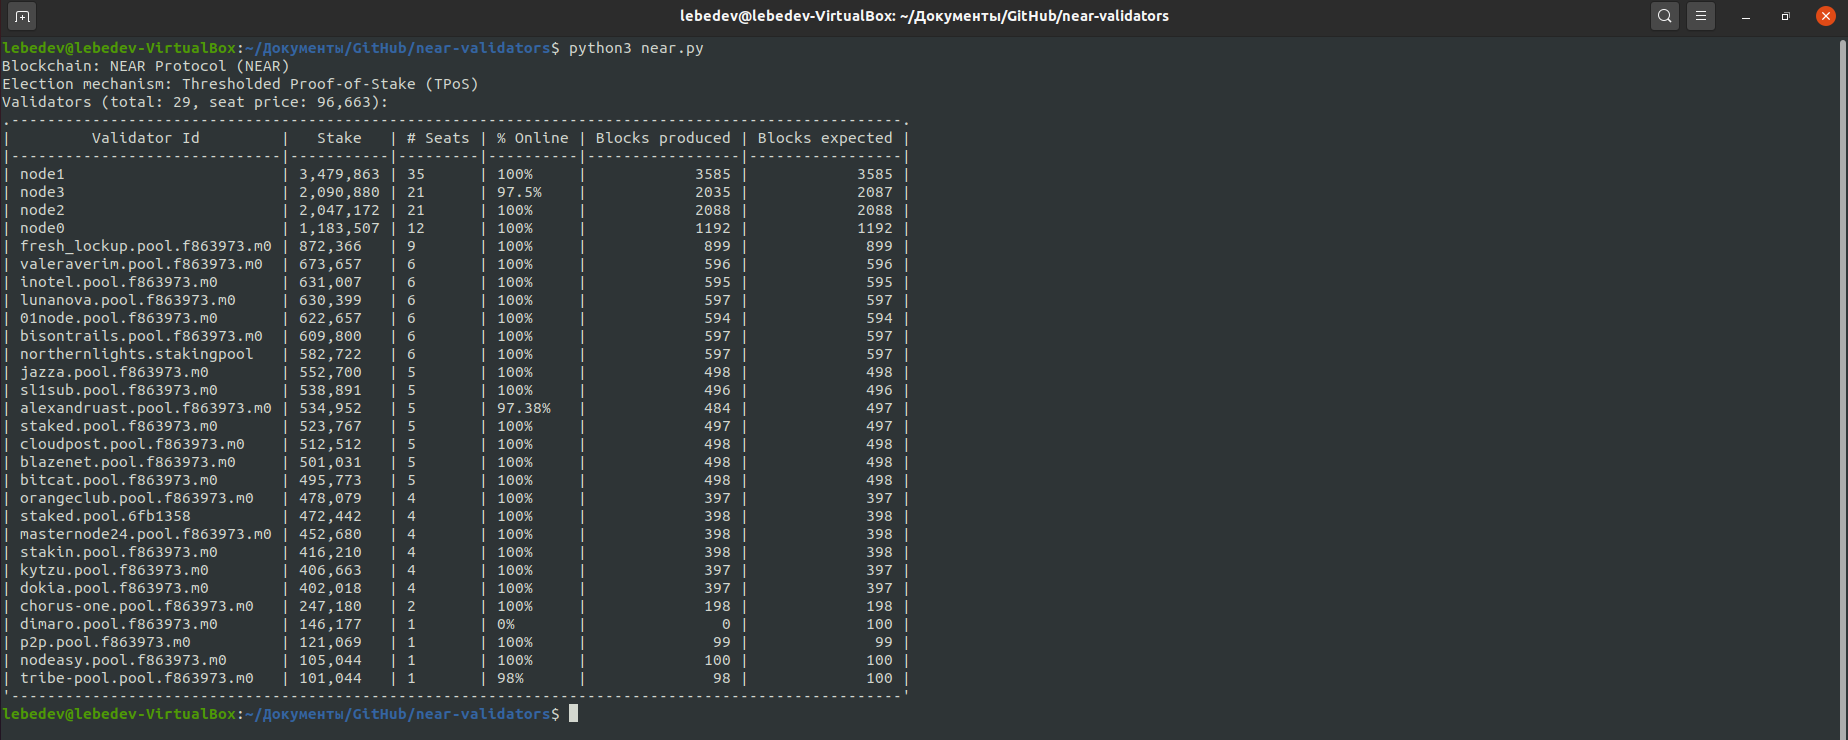 lebedev@lebedev-VirtualBox: ~/Документы/GitHub/near-validators
lebedev@lebedev-VirtualBox:~/Документы/GitHub/near-validators$ python3 near.py
Blockchain: NEAR Protocol (NEAR)
Election mechanism: Thresholded Proof-of-Stake (TPoS)
Validators (total: 29, seat price: 96,663):
.---------------------------------------------------------------------------------------------------.
|         Validator Id         |   Stake   | # Seats | % Online | Blocks produced | Blocks expected |
|------------------------------|-----------|---------|----------|-----------------|-----------------|
| node1                        | 3,479,863 | 35      | 100%     |            3585 |            3585 |
| node3                        | 2,090,880 | 21      | 97.5%    |            2035 |            2087 |
| node2                        | 2,047,172 | 21      | 100%     |            2088 |            2088 |
| node0                        | 1,183,507 | 12      | 100%     |            1192 |            1192 |
| fresh_lockup.pool.f863973.m0 | 872,366   | 9       | 100%     |             899 |             899 |
| valeraverim.pool.f863973.m0  | 673,657   | 6       | 100%     |             596 |             596 |
| inotel.pool.f863973.m0       | 631,007   | 6       | 100%     |             595 |             595 |
| lunanova.pool.f863973.m0     | 630,399   | 6       | 100%     |             597 |             597 |
| 01node.pool.f863973.m0       | 622,657   | 6       | 100%     |             594 |             594 |
| bisontrails.pool.f863973.m0  | 609,800   | 6       | 100%     |             597 |             597 |
| northernlights.stakingpool   | 582,722   | 6       | 100%     |             597 |             597 |
| jazza.pool.f863973.m0        | 552,700   | 5       | 100%     |             498 |             498 |
| sl1sub.pool.f863973.m0       | 538,891   | 5       | 100%     |             496 |             496 |
| alexandruast.pool.f863973.m0 | 534,952   | 5       | 97.38%   |             484 |             497 |
| staked.pool.f863973.m0       | 523,767   | 5       | 100%     |             497 |             497 |
| cloudpost.pool.f863973.m0    | 512,512   | 5       | 100%     |             498 |             498 |
| blazenet.pool.f863973.m0     | 501,031   | 5       | 100%     |             498 |             498 |
| bitcat.pool.f863973.m0       | 495,773   | 5       | 100%     |             498 |             498 |
| orangeclub.pool.f863973.m0   | 478,079   | 4       | 100%     |             397 |             397 |
| staked.pool.6fb1358          | 472,442   | 4       | 100%     |             398 |             398 |
| masternode24.pool.f863973.m0 | 452,680   | 4       | 100%     |             398 |             398 |
| stakin.pool.f863973.m0       | 416,210   | 4       | 100%     |             398 |             398 |
| kytzu.pool.f863973.m0        | 406,663   | 4       | 100%     |             397 |             397 |
| dokia.pool.f863973.m0        | 402,018   | 4       | 100%     |             397 |             397 |
| chorus-one.pool.f863973.m0   | 247,180   | 2       | 100%     |             198 |             198 |
| dimaro.pool.f863973.m0       | 146,177   | 1       | 0%       |               0 |             100 |
| p2p.pool.f863973.m0          | 121,069   | 1       | 100%     |              99 |              99 |
| nodeasy.pool.f863973.m0      | 105,044   | 1       | 100%     |             100 |             100 |
| tribe-pool.pool.f863973.m0   | 101,044   | 1       | 98%      |              98 |             100 |
'---------------------------------------------------------------------------------------------------'
lebedev@lebedev-VirtualBox:~/Документы/GitHub/near-validators$